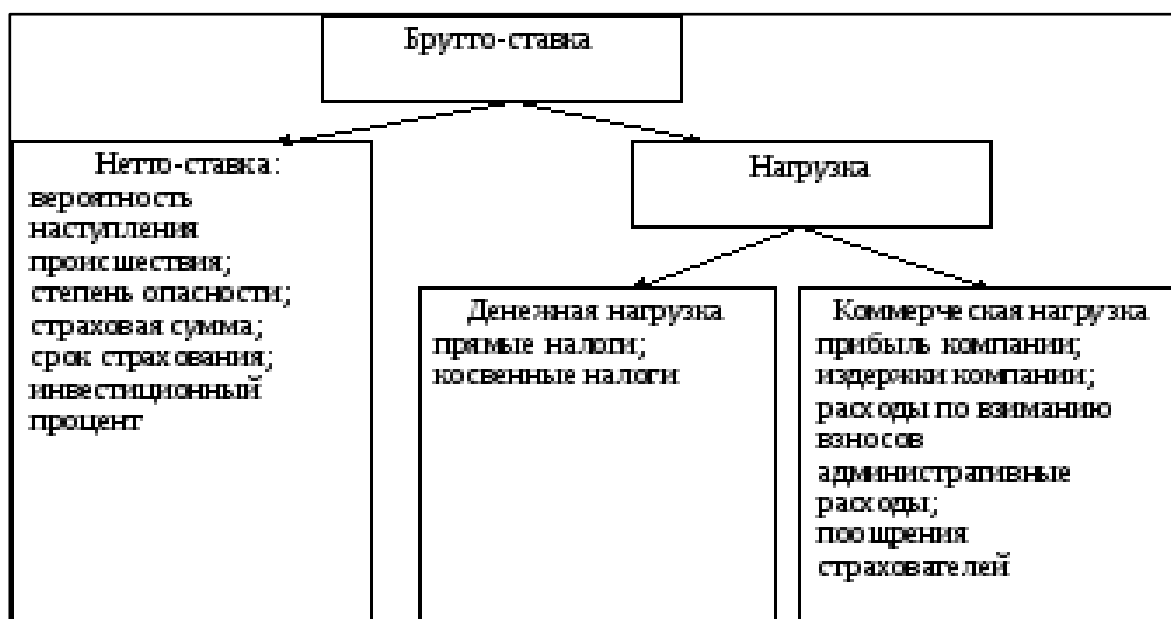 Брутто-ставка
Нетто-ставка:
вероятность
наступления
происшествия;
степень опасности;
страховая сумма;
срок страхования;
инвестиционный
процент
Нагрузка
Денежная нагрузка
прямые налоги;
косвенные налоги
Коммерческая нагрузка
прибыль компании;
издержки компании;
расходы по взиманию
взносов
административные
расходы;
поощрения
страхователей